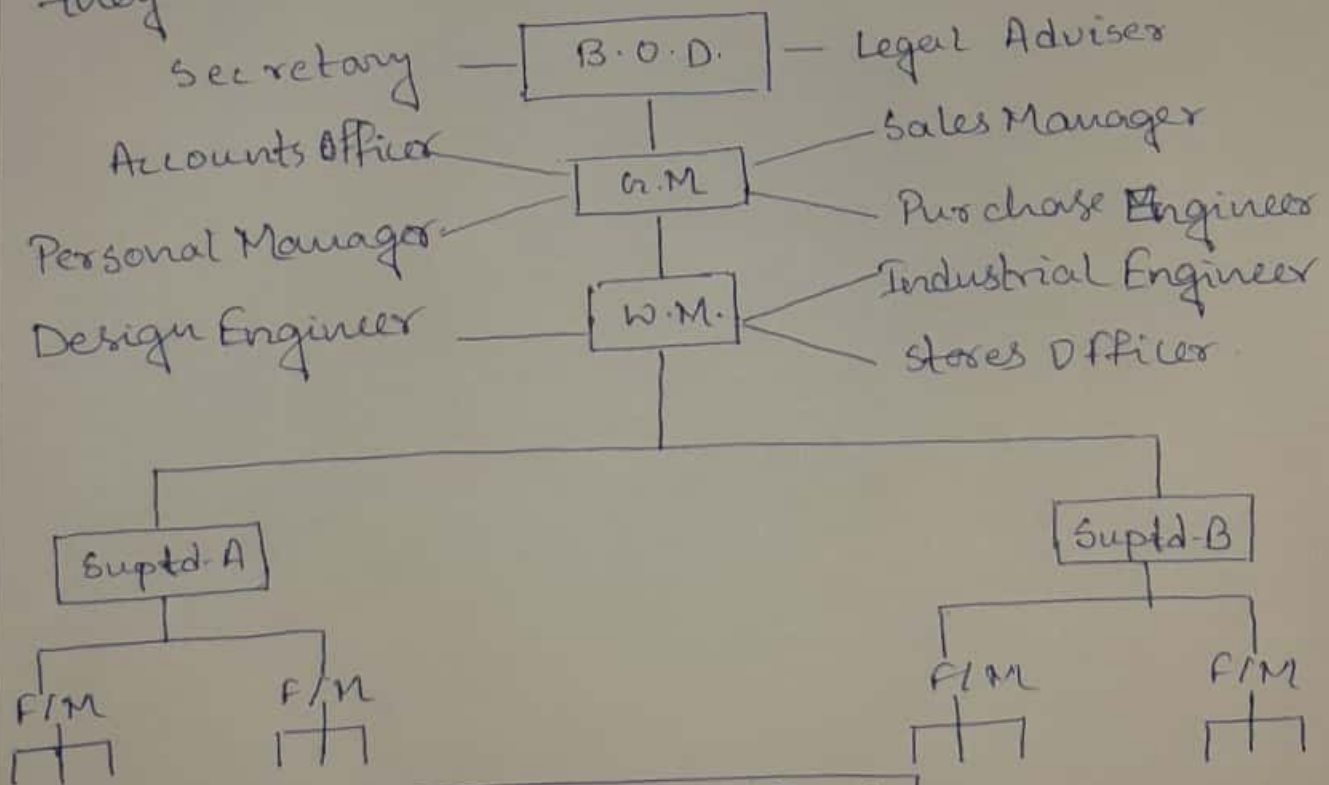 they
Secretary B.O.D. Legal Adviser
Accounts Officer Sales Manager
G.M
Personal Manager Purchase Engineer
Industrial Engineer
Design Engineer W.M.
Stores Officer
Suptd-A Suptd-B
F/M F/M F/M F/M